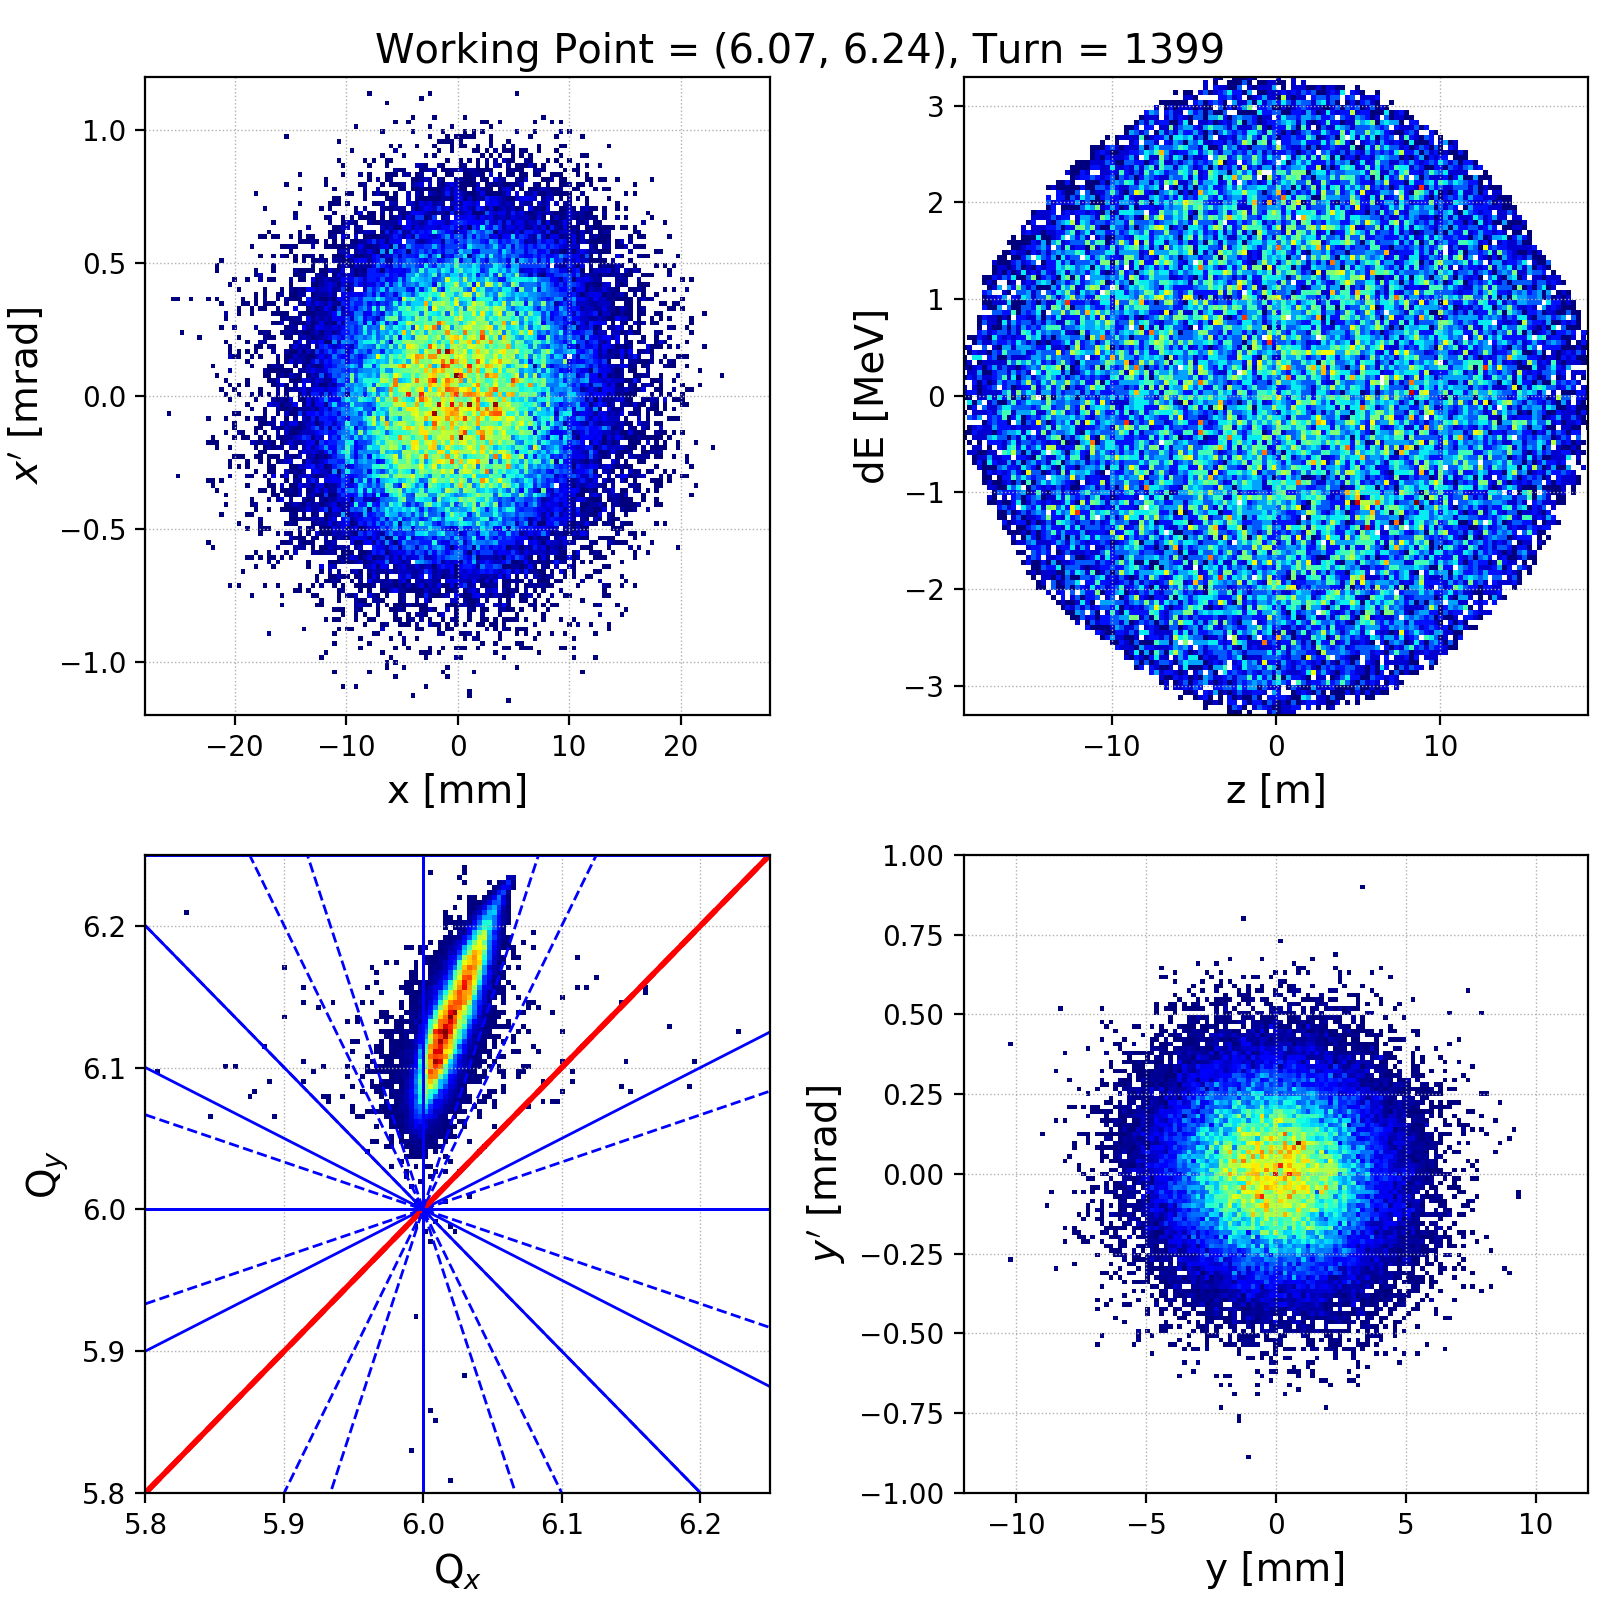 Working Point = (6.07, 6.24), Turn = 1399
1.0
0.5
0.0
−0.5
−1.0
x′ [mrad]
−20 −10 0 10 20
x [mm]
3
2
1
0
−1
−2
−3
dE [MeV]
−10 0 10
z [m]
6.2
6.1
6.0
5.9
5.8
Qy
5.8 5.9 6.0 6.1 6.2
Qx
1.00
0.75
0.50
0.25
0.00
−0.25
−0.50
−0.75
−1.00
y′ [mrad]
−10 −5 0 5 10
y [mm]